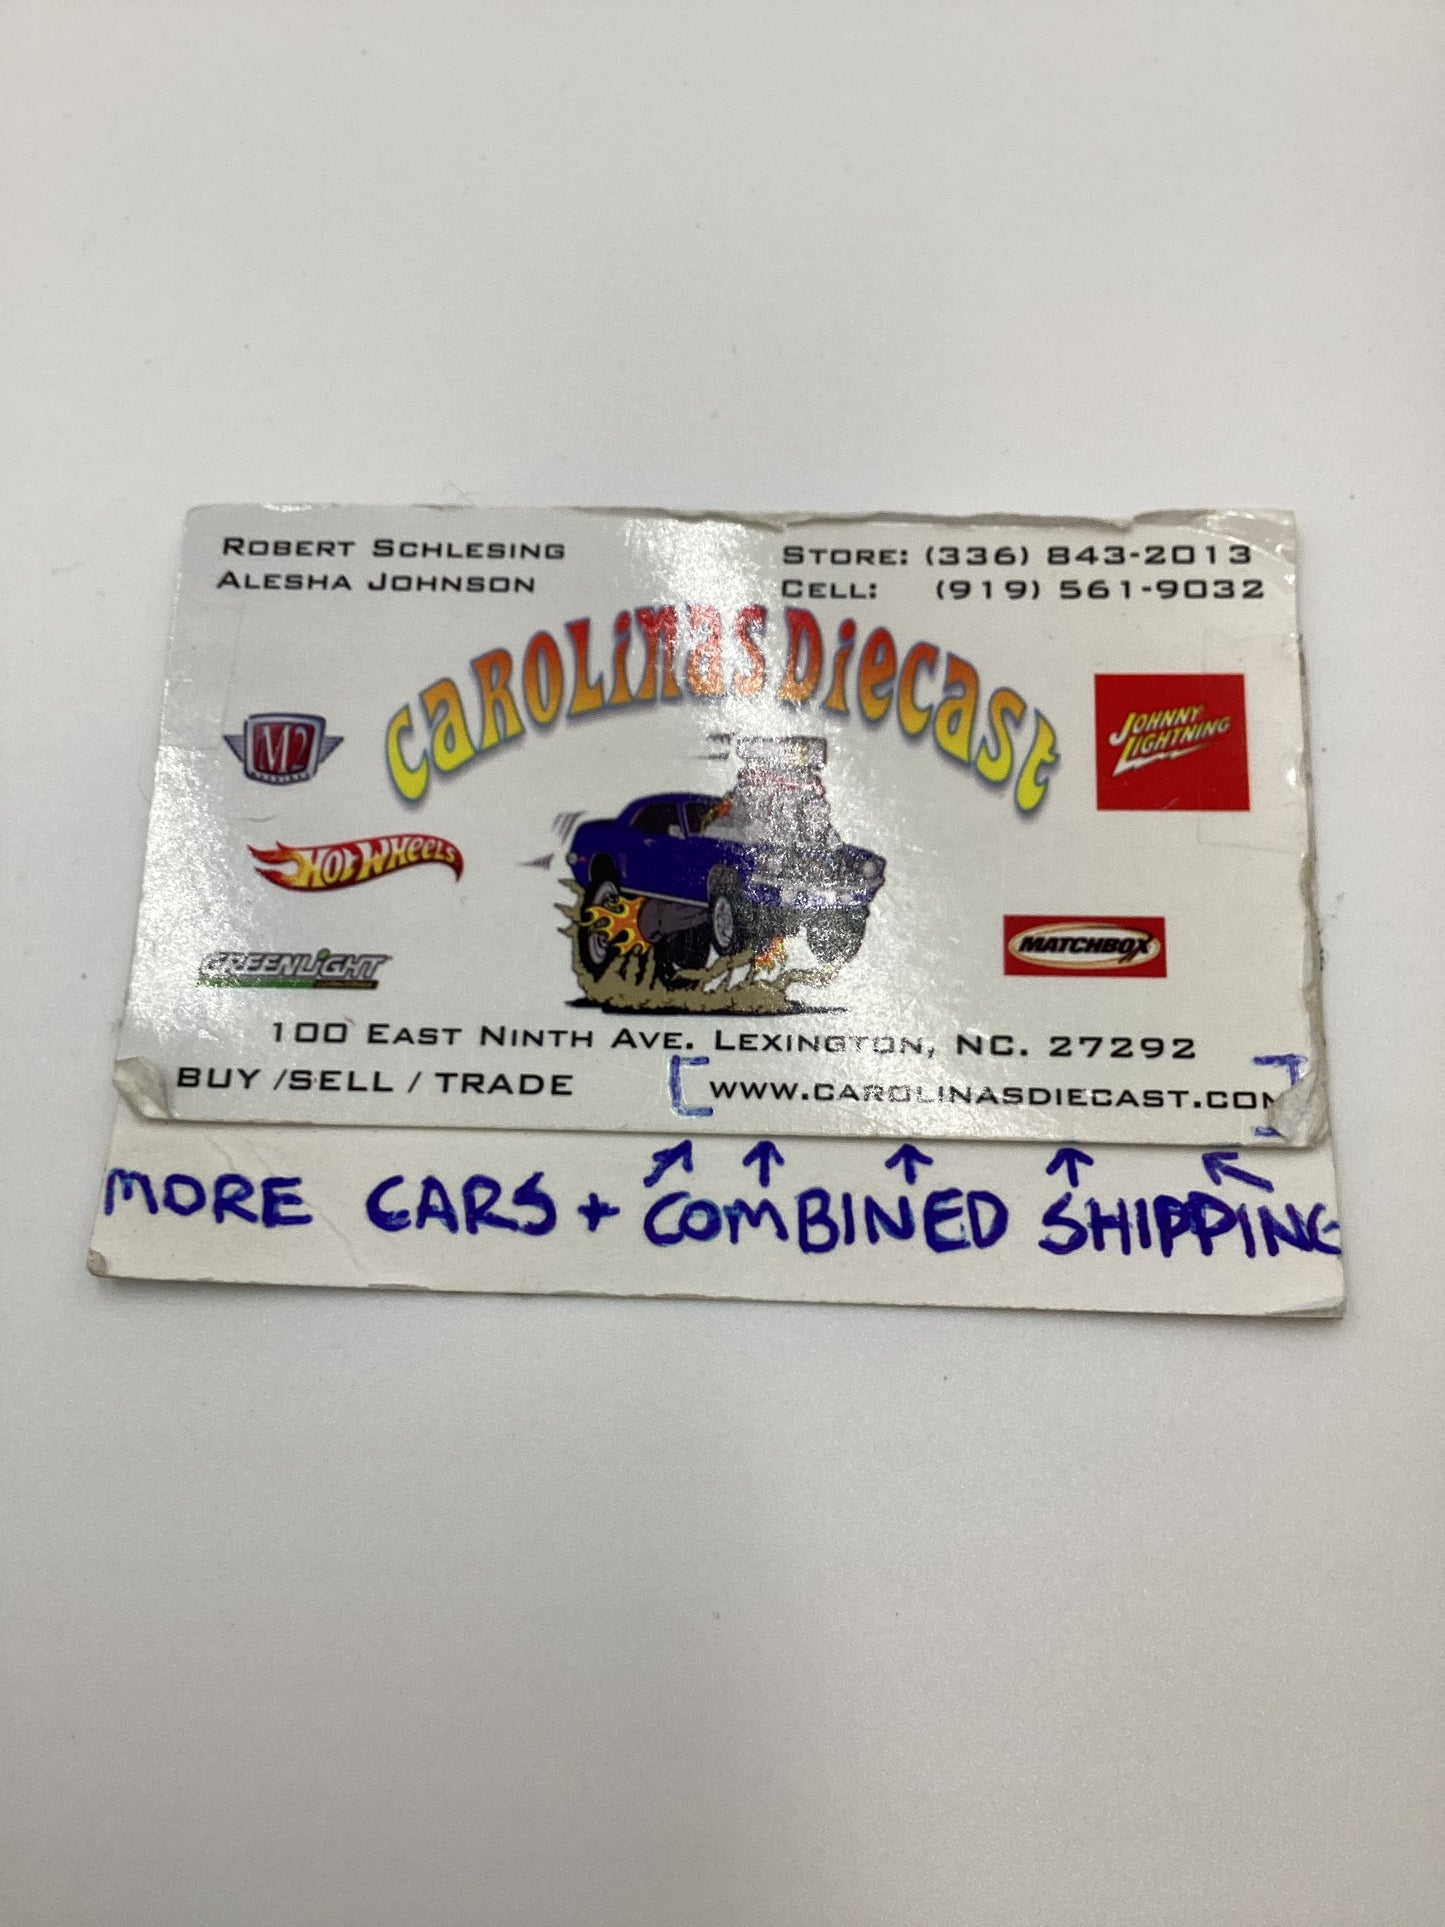 ROBERT SCHLESING
ALESHA JOHNSON
STORE: (336) 843-2013
CELL: (919) 561-9032
CAROLiNas DiECasT
M2
JOHNNY
LIGHTNING
HOT WHEELS
MATCHBOX
GREENLiGHT
100 EAST NINTH AVE. LEXINGTON, NC. 27292
BUY /SELL / TRADE
[WWW.CAROLINASDIECAST.COM]
MORE CARS + COMBINED SHIPPING